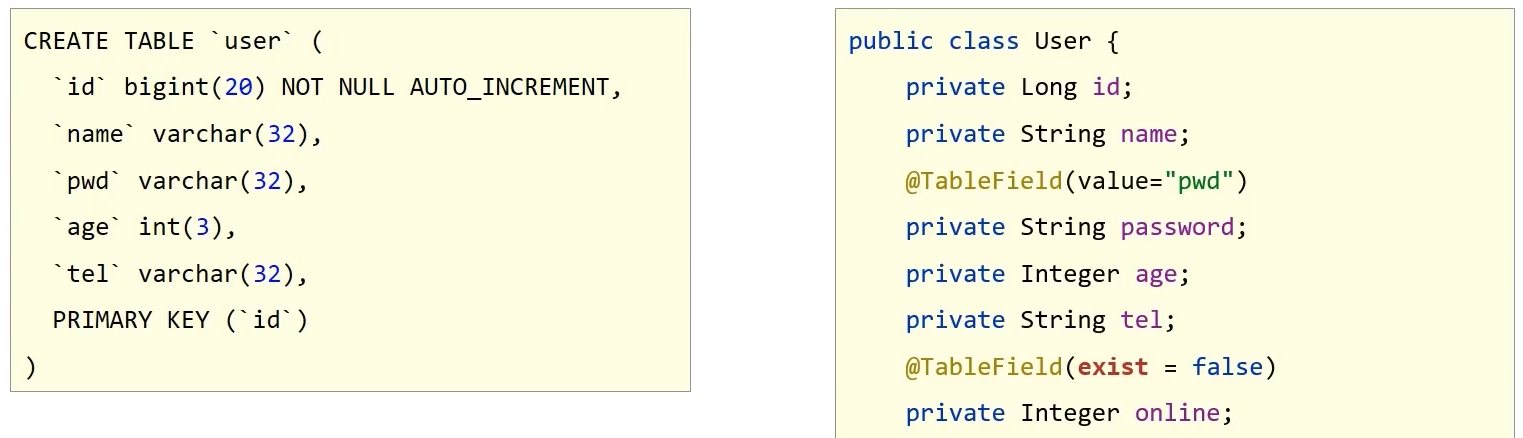 CREATE TABLE `user` (
  `id` bigint(20) NOT NULL AUTO_INCREMENT,
  `name` varchar(32),
  `pwd` varchar(32),
  `age` int(3),
  `tel` varchar(32),
  PRIMARY KEY (`id`)
)
public class User {
    private Long id;
    private String name;
    @TableField(value="pwd")
    private String password;
    private Integer age;
    private String tel;
    @TableField(exist = false)
    private Integer online;